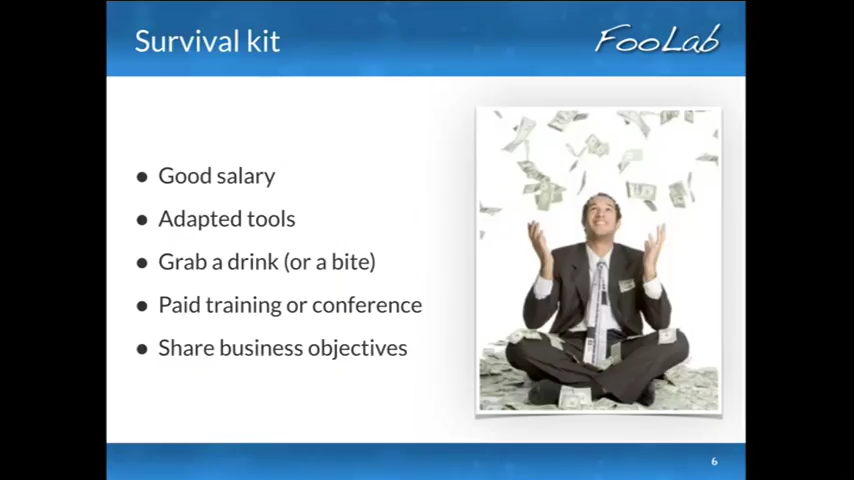 Survival kit
FooLab
● Good salary
● Adapted tools
● Grab a drink (or a bite)
● Paid training or conference
● Share business objectives
6